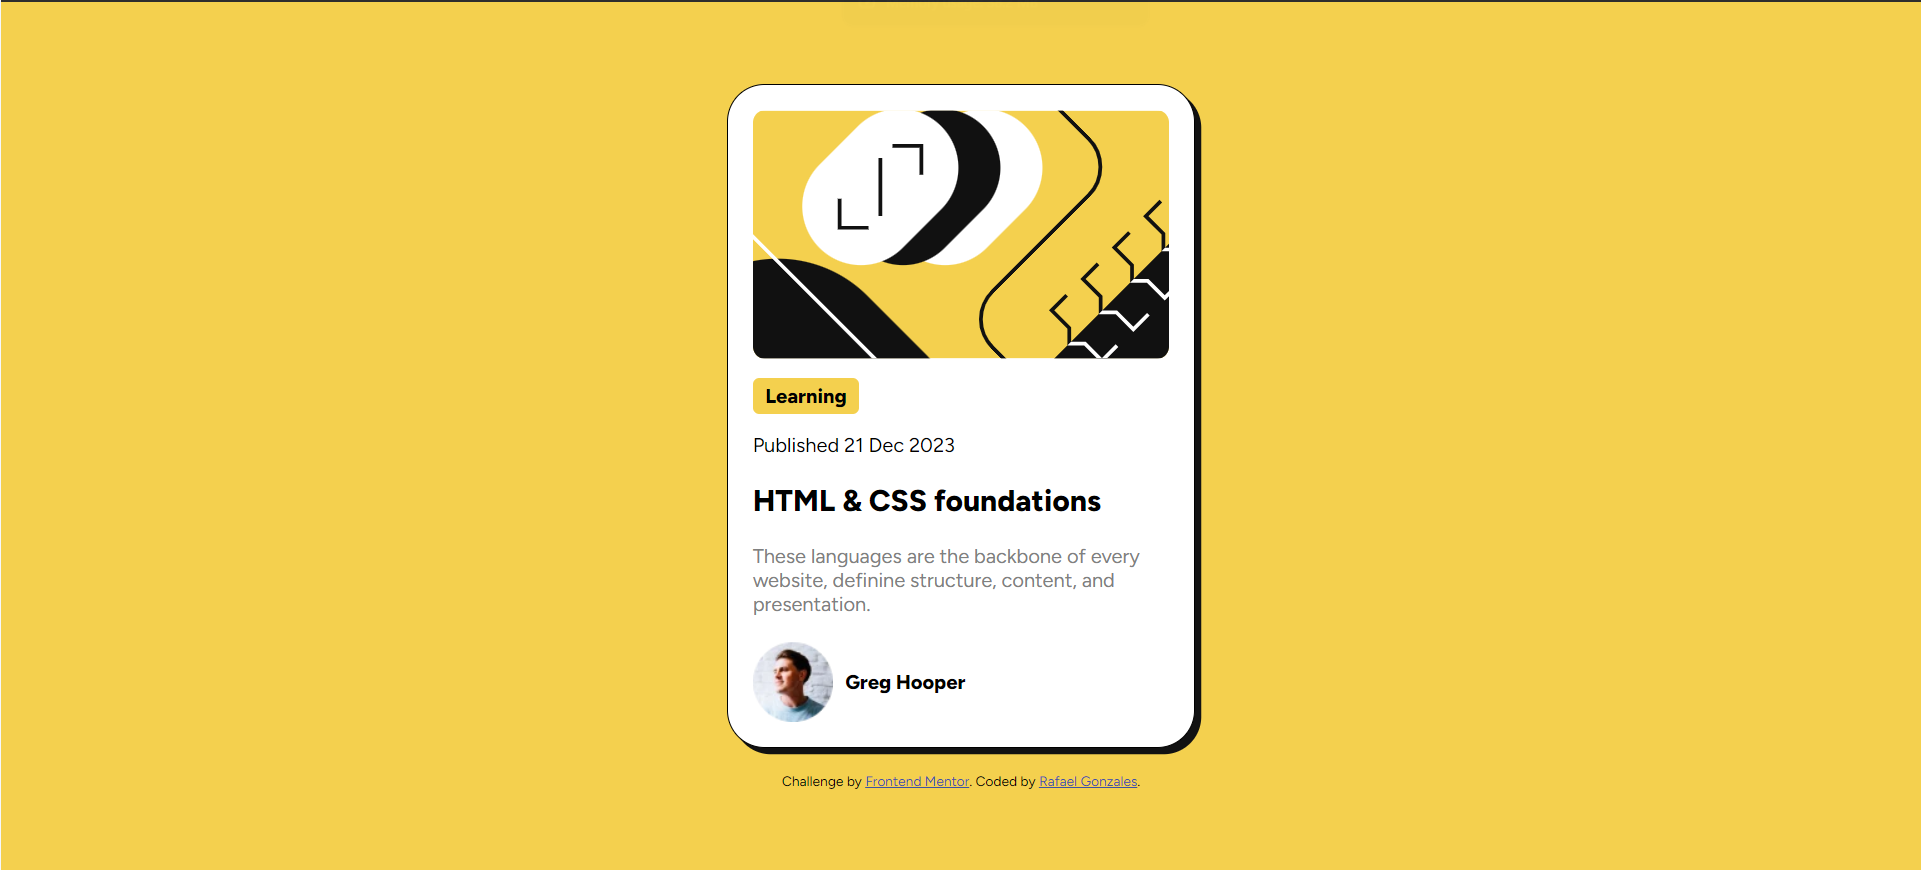 Learning
Published 21 Dec 2023
HTML & CSS foundations
These languages are the backbone of every
website, definine structure, content, and
presentation.
Greg Hooper
Challenge by Frontend Mentor. Coded by Rafael Gonzales.